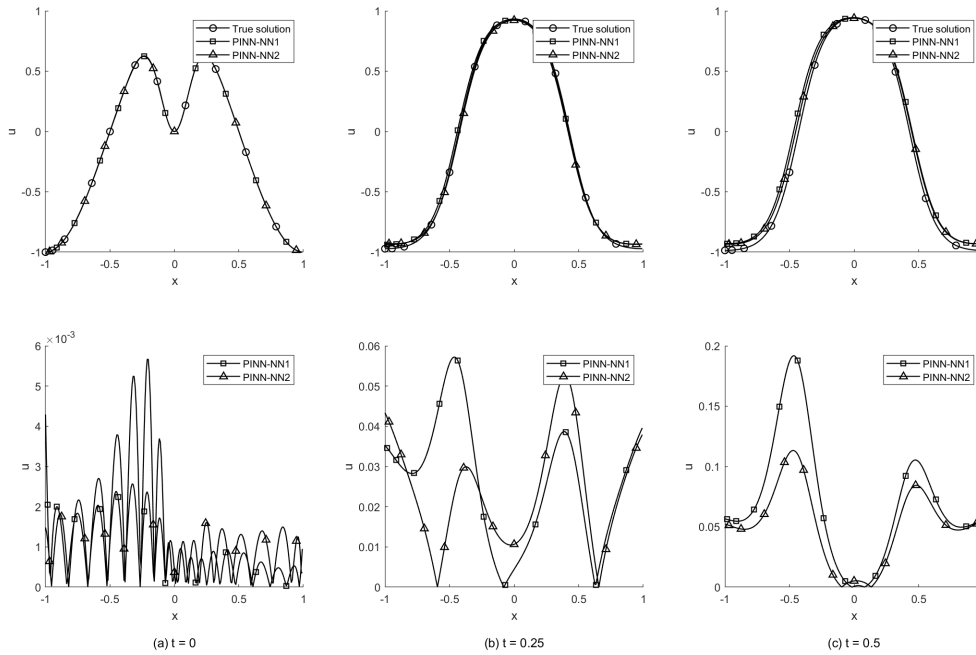 1
0.5
0
-0.5
-1
u
-1
-0.5
0
0.5
1
x
True solution
PINN-NN1
PINN-NN2
1
0.5
0
-0.5
-1
u
-1
-0.5
0
0.5
1
x
True solution
PINN-NN1
PINN-NN2
1
0.5
0
-0.5
-1
u
-1
-0.5
0
0.5
1
x
True solution
PINN-NN1
PINN-NN2
×10⁻³
6
5
4
3
2
1
0
u
-1
-0.5
0
0.5
1
x
PINN-NN1
PINN-NN2
0.06
0.05
0.04
0.03
0.02
0.01
0
u
-1
-0.5
0
0.5
1
x
PINN-NN1
PINN-NN2
0.2
0.15
0.1
0.05
0
u
-1
-0.5
0
0.5
1
x
PINN-NN1
PINN-NN2
(a) t = 0
(b) t = 0.25
(c) t = 0.5